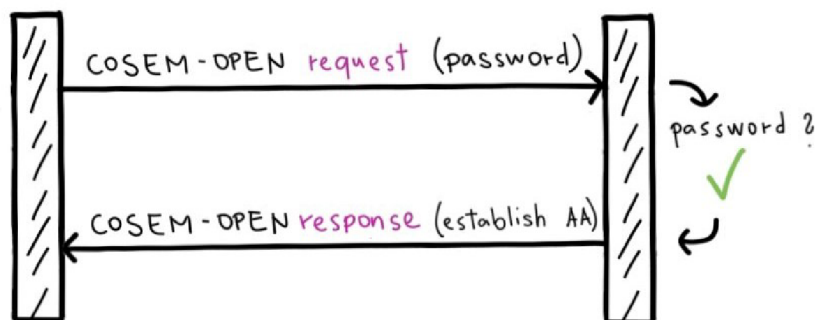 COSEM-OPEN request (password)
password ?
COSEM-OPEN response (establish AA)